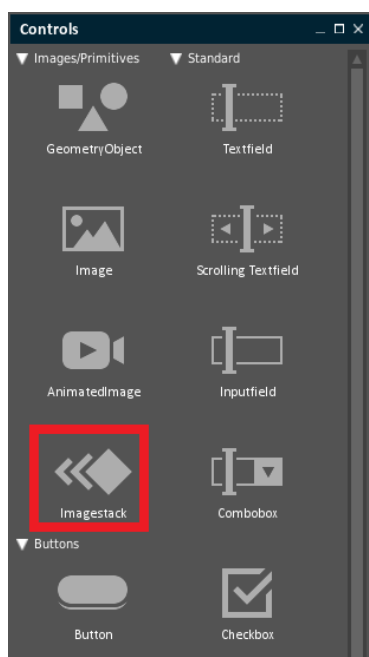 Controls
Images/Primitives
Standard
GeometryObject
Textfield
Image
Scrolling Textfield
AnimatedImage
Inputfield
Imagestack
Combobox
Buttons
Button
Checkbox